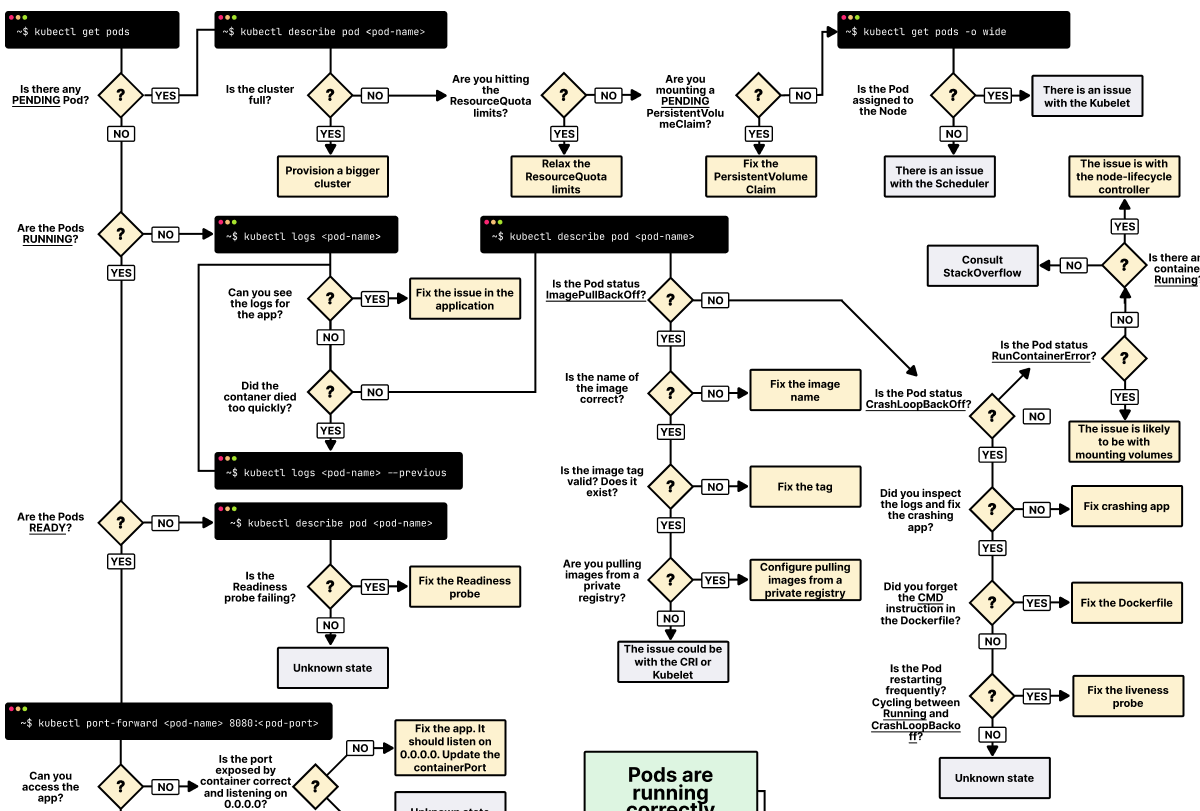 ~$ kubectl get pods
~$ kubectl describe pod <pod-name>
~$ kubectl get pods -o wide
Is there any
PENDING Pod?
?
YES
NO
Is the cluster
full?
?
NO
YES
Provision a bigger
cluster
Are you hitting
the
ResourceQuota
limits?
?
NO
YES
Relax the
ResourceQuota
limits
Are you
mounting a
PENDING
PersistentVolu
meClaim?
?
NO
YES
Fix the
PersistentVolume
Claim
Is the Pod
assigned to
the Node
?
YES
There is an issue
with the Kubelet
NO
There is an issue
with the Scheduler
The issue is with
the node-lifecycle
controller
YES
Are the Pods
RUNNING?
?
NO
YES
~$ kubectl logs <pod-name>
~$ kubectl describe pod <pod-name>
Consult
StackOverflow
NO
?
Is there an
containe
Running?
NO
Can you see
the logs for
the app?
?
YES
Fix the issue in the
application
NO
Did the
contaner died
too quickly?
?
NO
YES
~$ kubectl logs <pod-name> --previous
Is the Pod status
ImagePullBackOff?
?
NO
YES
Is the name of
the image
correct?
?
NO
Fix the image
name
YES
Is the image tag
valid? Does it
exist?
?
NO
Fix the tag
YES
Are you pulling
images from a
private
registry?
?
YES
Configure pulling
images from a
private registry
NO
The issue could be
with the CRI or
Kubelet
Is the Pod status
RunContainerError?
?
YES
The issue is likely
to be with
mounting volumes
Is the Pod status
CrashLoopBackOff?
?
NO
YES
Did you inspect
the logs and fix
the crashing
app?
?
NO
Fix crashing app
YES
Did you forget
the CMD
instruction in
the Dockerfile?
?
YES
Fix the Dockerfile
NO
Is the Pod
restarting
frequently?
Cycling between
Running and
CrashLoopBacko
ff?
?
YES
Fix the liveness
probe
NO
Unknown state
Are the Pods
READY?
?
NO
YES
~$ kubectl describe pod <pod-name>
Is the
Readiness
probe failing?
?
YES
Fix the Readiness
probe
NO
Unknown state
~$ kubectl port-forward <pod-name> 8080:<pod-port>
Can you
access the
app?
?
NO
Is the port
exposed by
container correct
and listening on
0.0.0.0?
?
NO
Fix the app. It
should listen on
0.0.0.0. Update the
containerPort
Unknown state
Pods are
running
correctly